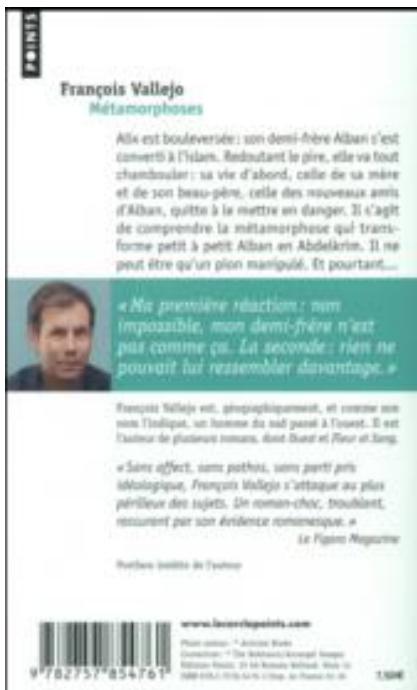 POINTS
François Vallejo
Métamorphoses
Alix est bouleversée : son demi-frère Alban s'est
converti à l'islam. Redoutant le pire, elle va tout
chambouler : sa vie d'abord, celle de sa mère
et de son beau-père, celle des nouveaux amis
d'Alban, quitte à le mettre en danger. Il s'agit
de comprendre la métamorphose qui trans-
forme petit à petit Alban en Abdelkrim. Il ne
peut être qu'un pion manipulé. Et pourtant...
« Ma première réaction : non
impossible, mon demi-frère n'est
pas comme ça. La seconde : rien ne
pouvait lui ressembler davantage. »
François Vallejo est, géographiquement, et comme son
nom l'indique, un homme du sud passé à l'ouest. Il est
l'auteur de plusieurs romans, dont Ouest et Fleur et Sang.
« Sans affect, sans pathos, sans parti pris
idéologique, François Vallejo s'attaque au plus
périlleux des sujets. Un roman-choc, troublant,
rassurant par son évidence romanesque. »
Le Figaro Magazine
Postface inédite de l'auteur
www.lecerclepoints.com
9 782757 854761